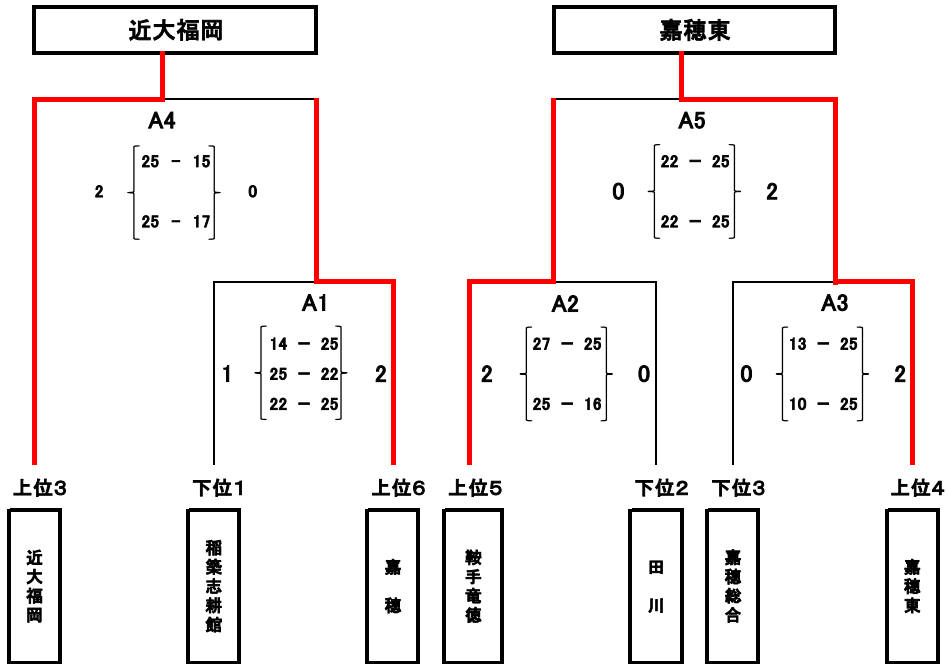 近大福岡
嘉穂東
A4
25 － 15
2
0
25 － 17
A5
22 － 25
0
2
22 － 25
A1
14 － 25
1
25 － 22
2
22 － 25
A2
27 － 25
2
0
25 － 16
A3
13 － 25
0
2
10 － 25
上位3
下位1
上位6
上位5
下位2
下位3
上位4
近大福岡
稲築志耕館
嘉穂
鞍手竜徳
田川
嘉穂総合
嘉穂東